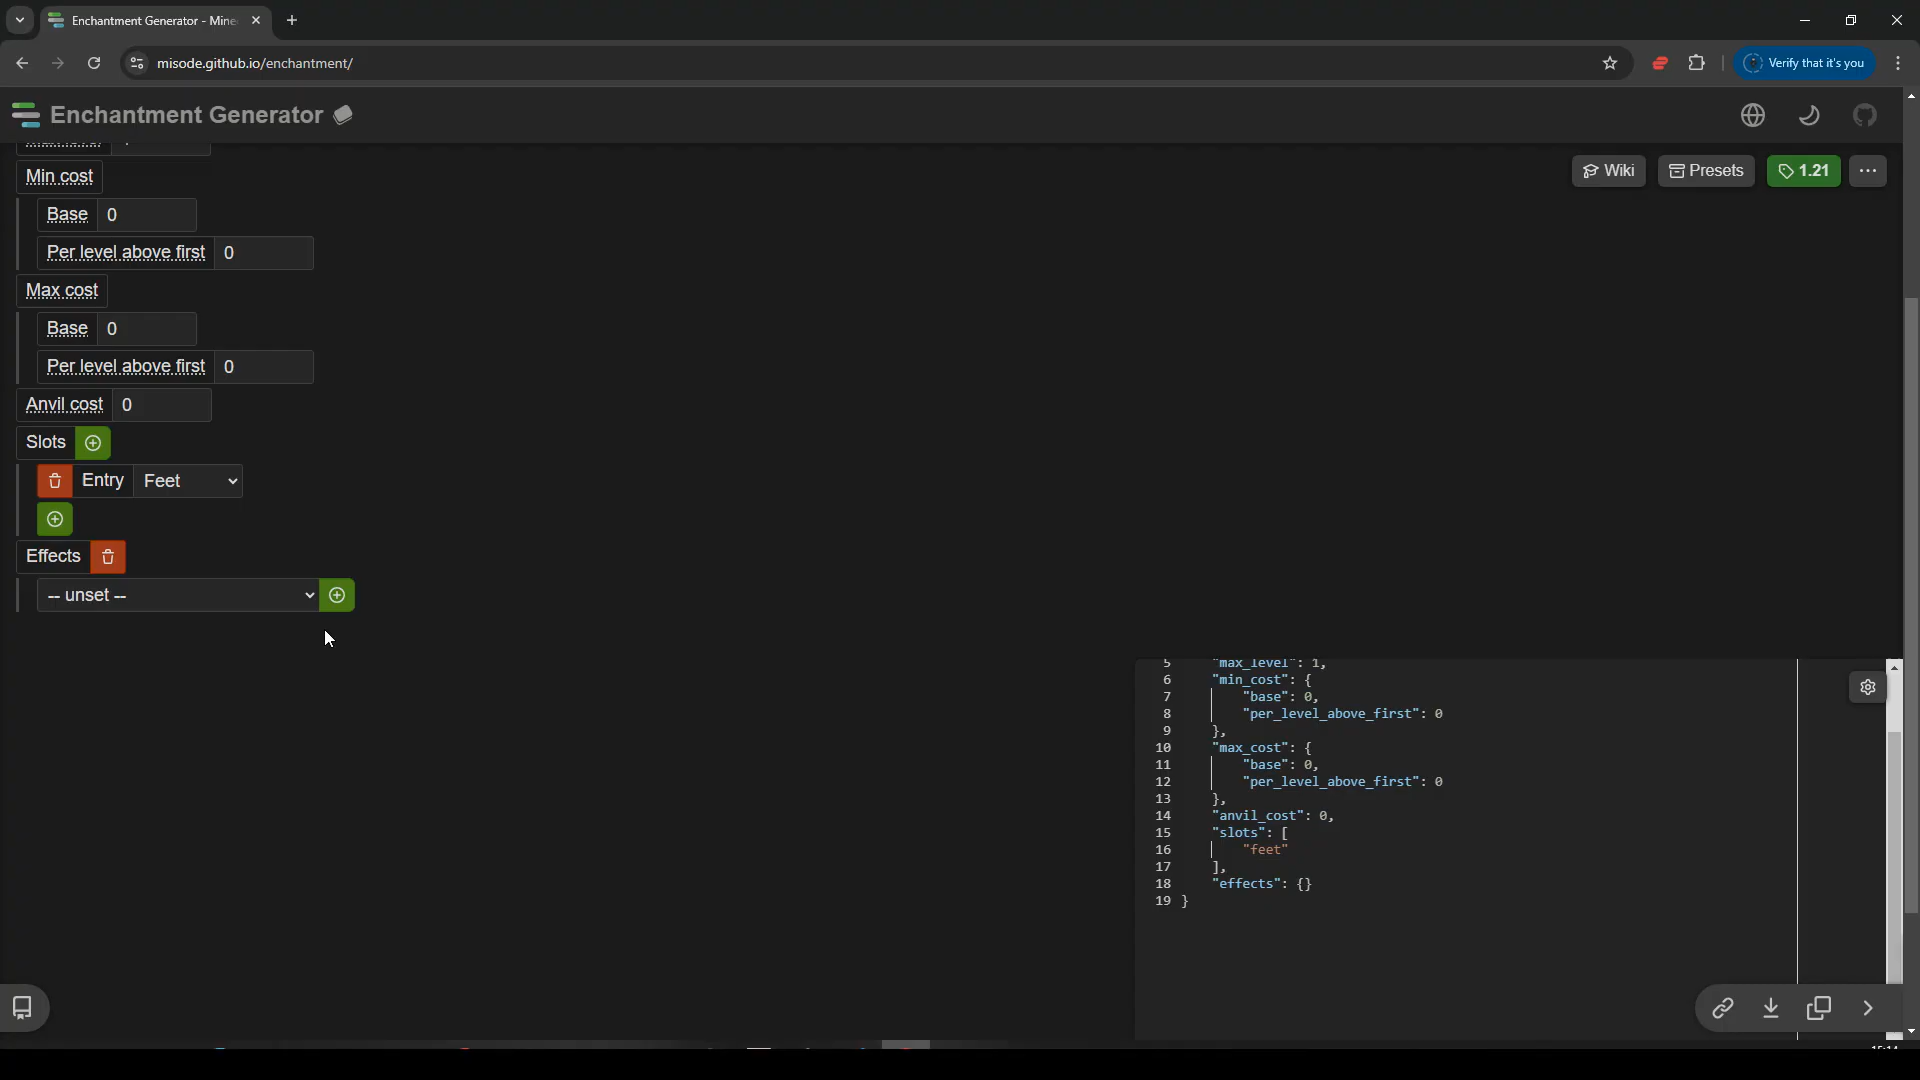 Enchantment Generator - Mine
misode.github.io/enchantment/
Verify that it's you
Enchantment Generator
Wiki
Presets
1.21
Min cost
Base 0
Per level above first 0
Max cost
Base 0
Per level above first 0
Anvil cost 0
Slots
Entry Feet
Effects
-- unset --
5 "max_level": 1,
6 "min_cost": {
7 "base": 0,
8 "per_level_above_first": 0
9 },
10 "max_cost": {
11 "base": 0,
12 "per_level_above_first": 0
13 },
14 "anvil_cost": 0,
15 "slots": [
16 "feet"
17 ],
18 "effects": {}
19 }